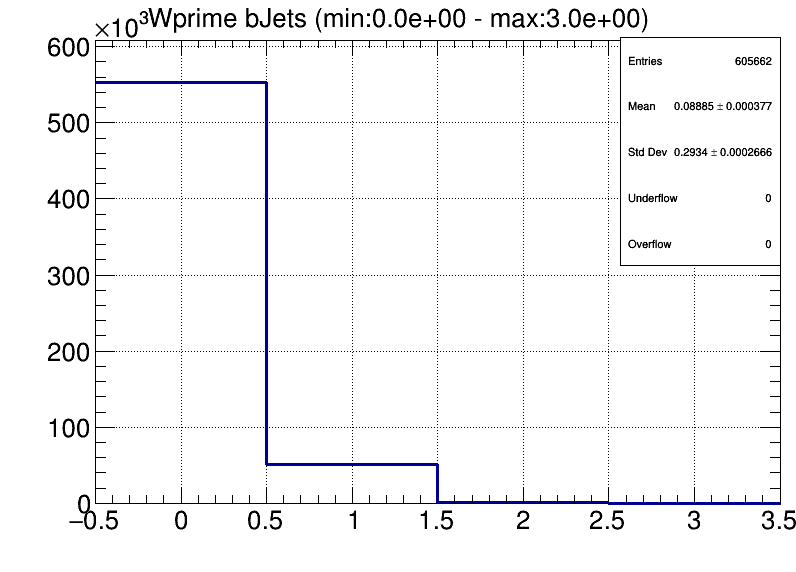 ×10³Wprime bJets (min:0.0e+00 - max:3.0e+00)
Entries 605662
Mean 0.08885 ± 0.000377
Std Dev 0.2934 ± 0.0002666
Underflow 0
Overflow 0
600
500
400
300
200
100
0
−0.5 0 0.5 1 1.5 2 2.5 3 3.5